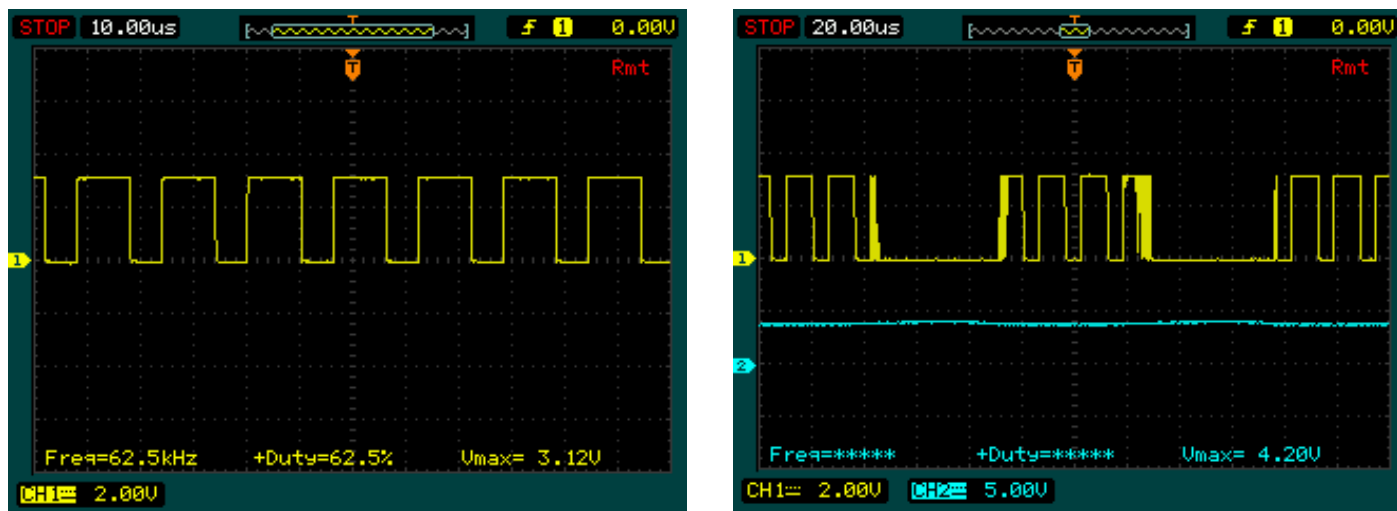 STOP 10.00us T f 1 0.00V
T Rmt
1
Freq=62.5kHz +Duty=62.5% Vmax= 3.12V
CH1 2.00V
STOP 20.00us T f 1 0.00V
T Rmt
1
2
Freq=***** +Duty=***** Vmax= 4.20V
CH1 2.00V CH2 5.00V